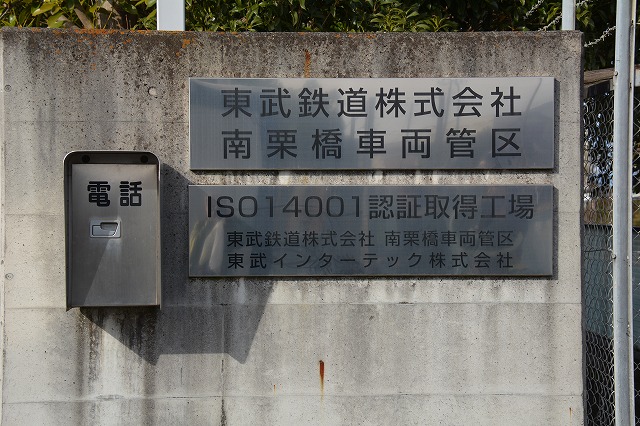 東武鉄道株式会社
南栗橋車両管区
電話
ISO14001認証取得工場
東武鉄道株式会社 南栗橋車両管区
東武インターテック株式会社